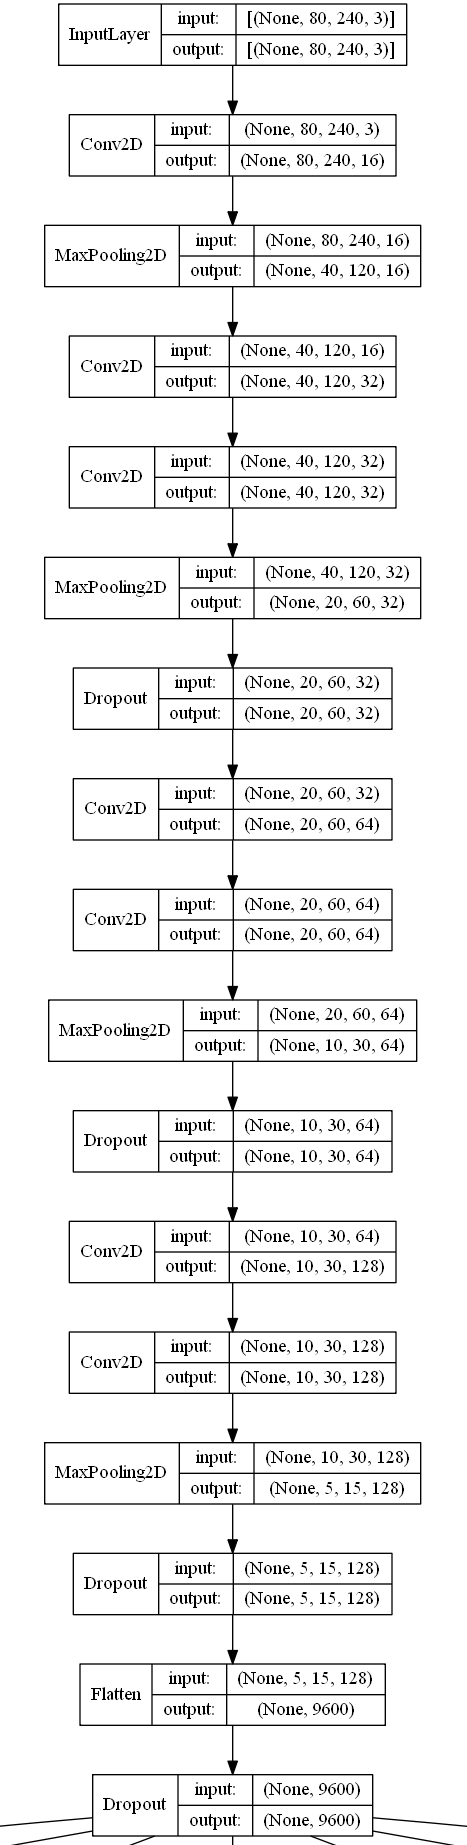 InputLayer input: [(None, 80, 240, 3)]
output: [(None, 80, 240, 3)]
Conv2D input: (None, 80, 240, 3)
output: (None, 80, 240, 16)
MaxPooling2D input: (None, 80, 240, 16)
output: (None, 40, 120, 16)
Conv2D input: (None, 40, 120, 16)
output: (None, 40, 120, 32)
Conv2D input: (None, 40, 120, 32)
output: (None, 40, 120, 32)
MaxPooling2D input: (None, 40, 120, 32)
output: (None, 20, 60, 32)
Dropout input: (None, 20, 60, 32)
output: (None, 20, 60, 32)
Conv2D input: (None, 20, 60, 32)
output: (None, 20, 60, 64)
Conv2D input: (None, 20, 60, 64)
output: (None, 20, 60, 64)
MaxPooling2D input: (None, 20, 60, 64)
output: (None, 10, 30, 64)
Dropout input: (None, 10, 30, 64)
output: (None, 10, 30, 64)
Conv2D input: (None, 10, 30, 64)
output: (None, 10, 30, 128)
Conv2D input: (None, 10, 30, 128)
output: (None, 10, 30, 128)
MaxPooling2D input: (None, 10, 30, 128)
output: (None, 5, 15, 128)
Dropout input: (None, 5, 15, 128)
output: (None, 5, 15, 128)
Flatten input: (None, 5, 15, 128)
output: (None, 9600)
Dropout input: (None, 9600)
output: (None, 9600)